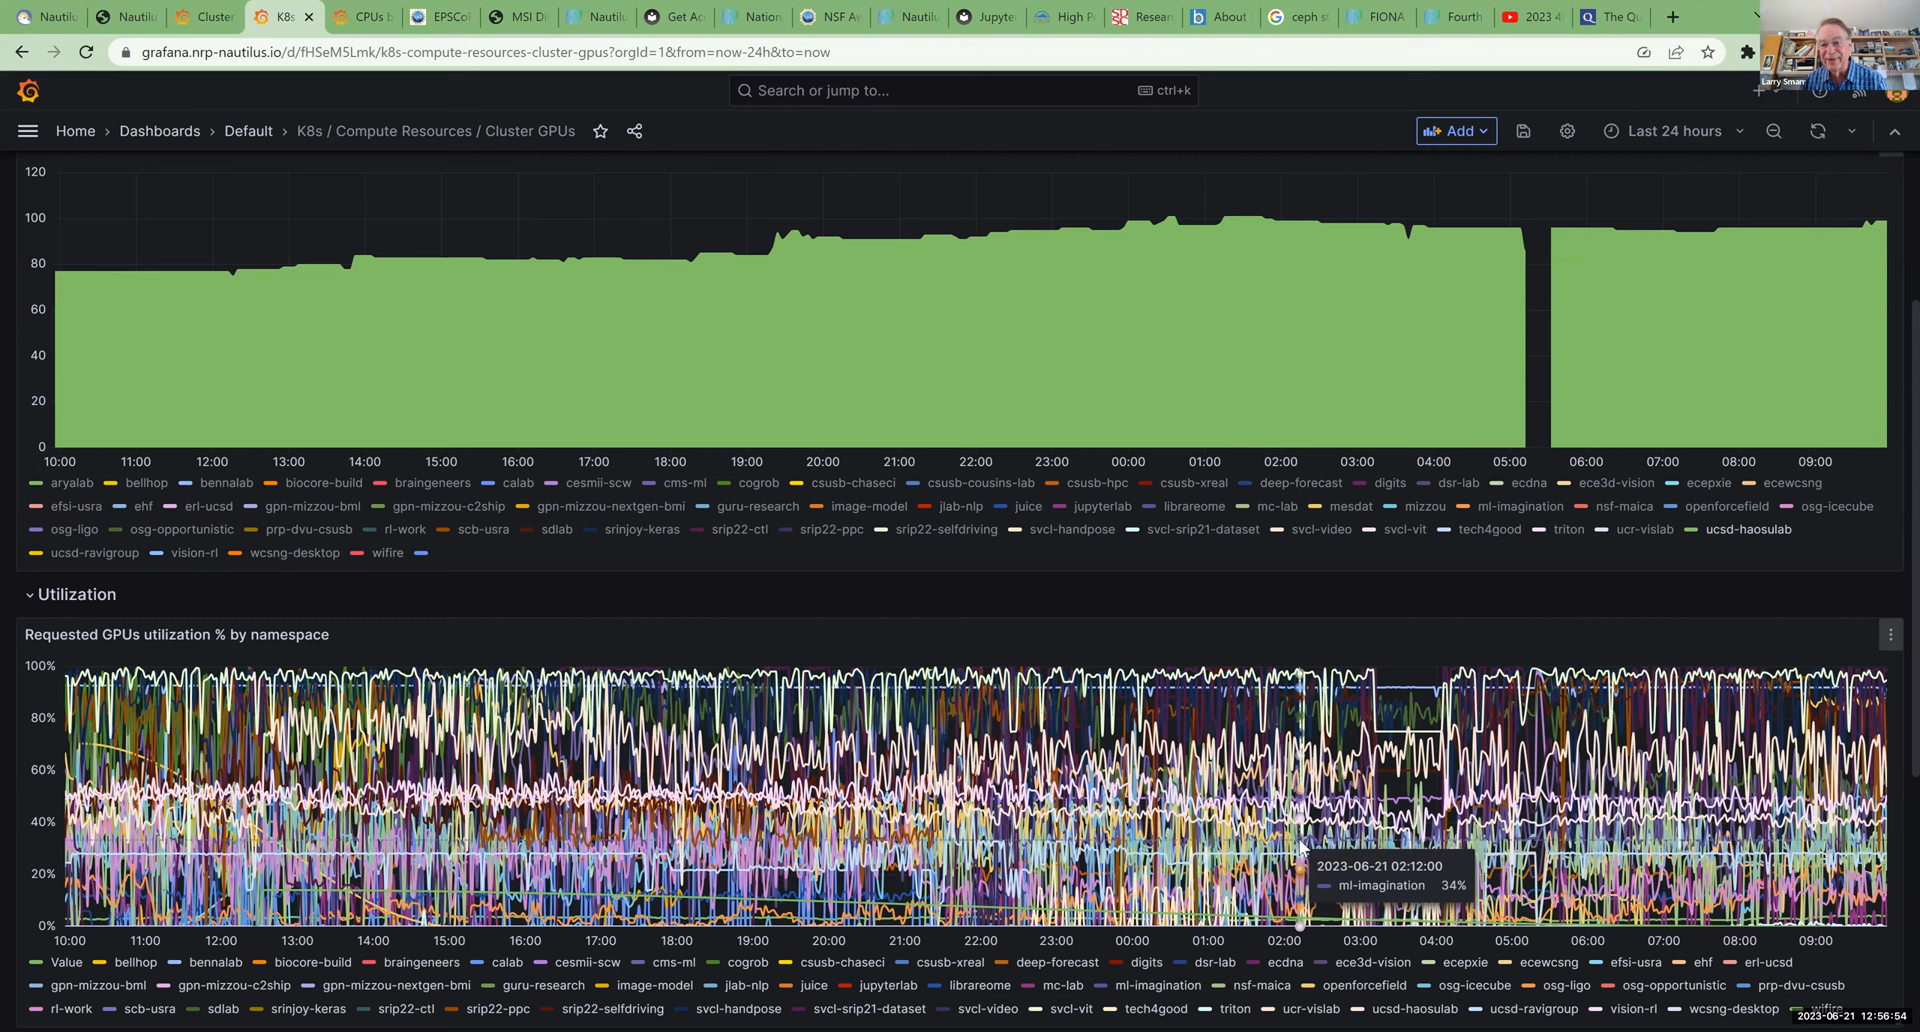 Nautilu Nautilu Cluster K8s CPUs b EPSCoF MSI Di Nautilu Get Ac Nation NSF Aw Nautilu Jupyte High P Resear About ceph st FIONA Fourth 2023 4 The Qu
grafana.nrp-nautilus.io/d/fHSeM5Lmk/k8s-compute-resources-cluster-gpus?orgId=1&from=now-24h&to=now
Larry Smarr
Search or jump to... ctrl+k
Home › Dashboards › Default › K8s / Compute Resources / Cluster GPUs Add Last 24 hours
120
100
80
60
40
20
0
10:00 11:00 12:00 13:00 14:00 15:00 16:00 17:00 18:00 19:00 20:00 21:00 22:00 23:00 00:00 01:00 02:00 03:00 04:00 05:00 06:00 07:00 08:00 09:00
aryalab bellhop bennalab biocore-build braingeneers calab cesmii-scw cms-ml cogrob csusb-chaseci csusb-cousins-lab csusb-hpc csusb-xreal deep-forecast digits dsr-lab ecdna ece3d-vision ecepxie ecewcsng
efsi-usra ehf erl-ucsd gpn-mizzou-bml gpn-mizzou-c2ship gpn-mizzou-nextgen-bmi guru-research image-model jlab-nlp juice jupyterlab librareome mc-lab mesdat mizzou ml-imagination nsf-maica openforcefield osg-icecube
osg-ligo osg-opportunistic prp-dvu-csusb rl-work scb-usra sdlab srinjoy-keras srip22-ctl srip22-ppc srip22-selfdriving svcl-handpose svcl-srip21-dataset svcl-video svcl-vit tech4good triton ucr-vislab ucsd-haosulab
ucsd-ravigroup vision-rl wcsng-desktop wifire
Utilization
Requested GPUs utilization % by namespace
100%
80%
60%
40%
20%
0%
2023-06-21 02:12:00
ml-imagination 34%
10:00 11:00 12:00 13:00 14:00 15:00 16:00 17:00 18:00 19:00 20:00 21:00 22:00 23:00 00:00 01:00 02:00 03:00 04:00 05:00 06:00 07:00 08:00 09:00
Value bellhop bennalab biocore-build braingeneers calab cesmii-scw cms-ml cogrob csusb-chaseci csusb-xreal deep-forecast digits dsr-lab ecdna ece3d-vision ecepxie ecewcsng efsi-usra ehf erl-ucsd
gpn-mizzou-bml gpn-mizzou-c2ship gpn-mizzou-nextgen-bmi guru-research image-model jlab-nlp juice jupyterlab librareome mc-lab ml-imagination nsf-maica openforcefield osg-icecube osg-ligo osg-opportunistic prp-dvu-csusb
rl-work scb-usra sdlab srinjoy-keras srip22-ctl srip22-ppc srip22-selfdriving svcl-handpose svcl-srip21-dataset svcl-video svcl-vit tech4good triton ucr-vislab ucsd-haosulab ucsd-ravigroup vision-rl wcsng-desktop wifire
2023-06-21 12:56:54